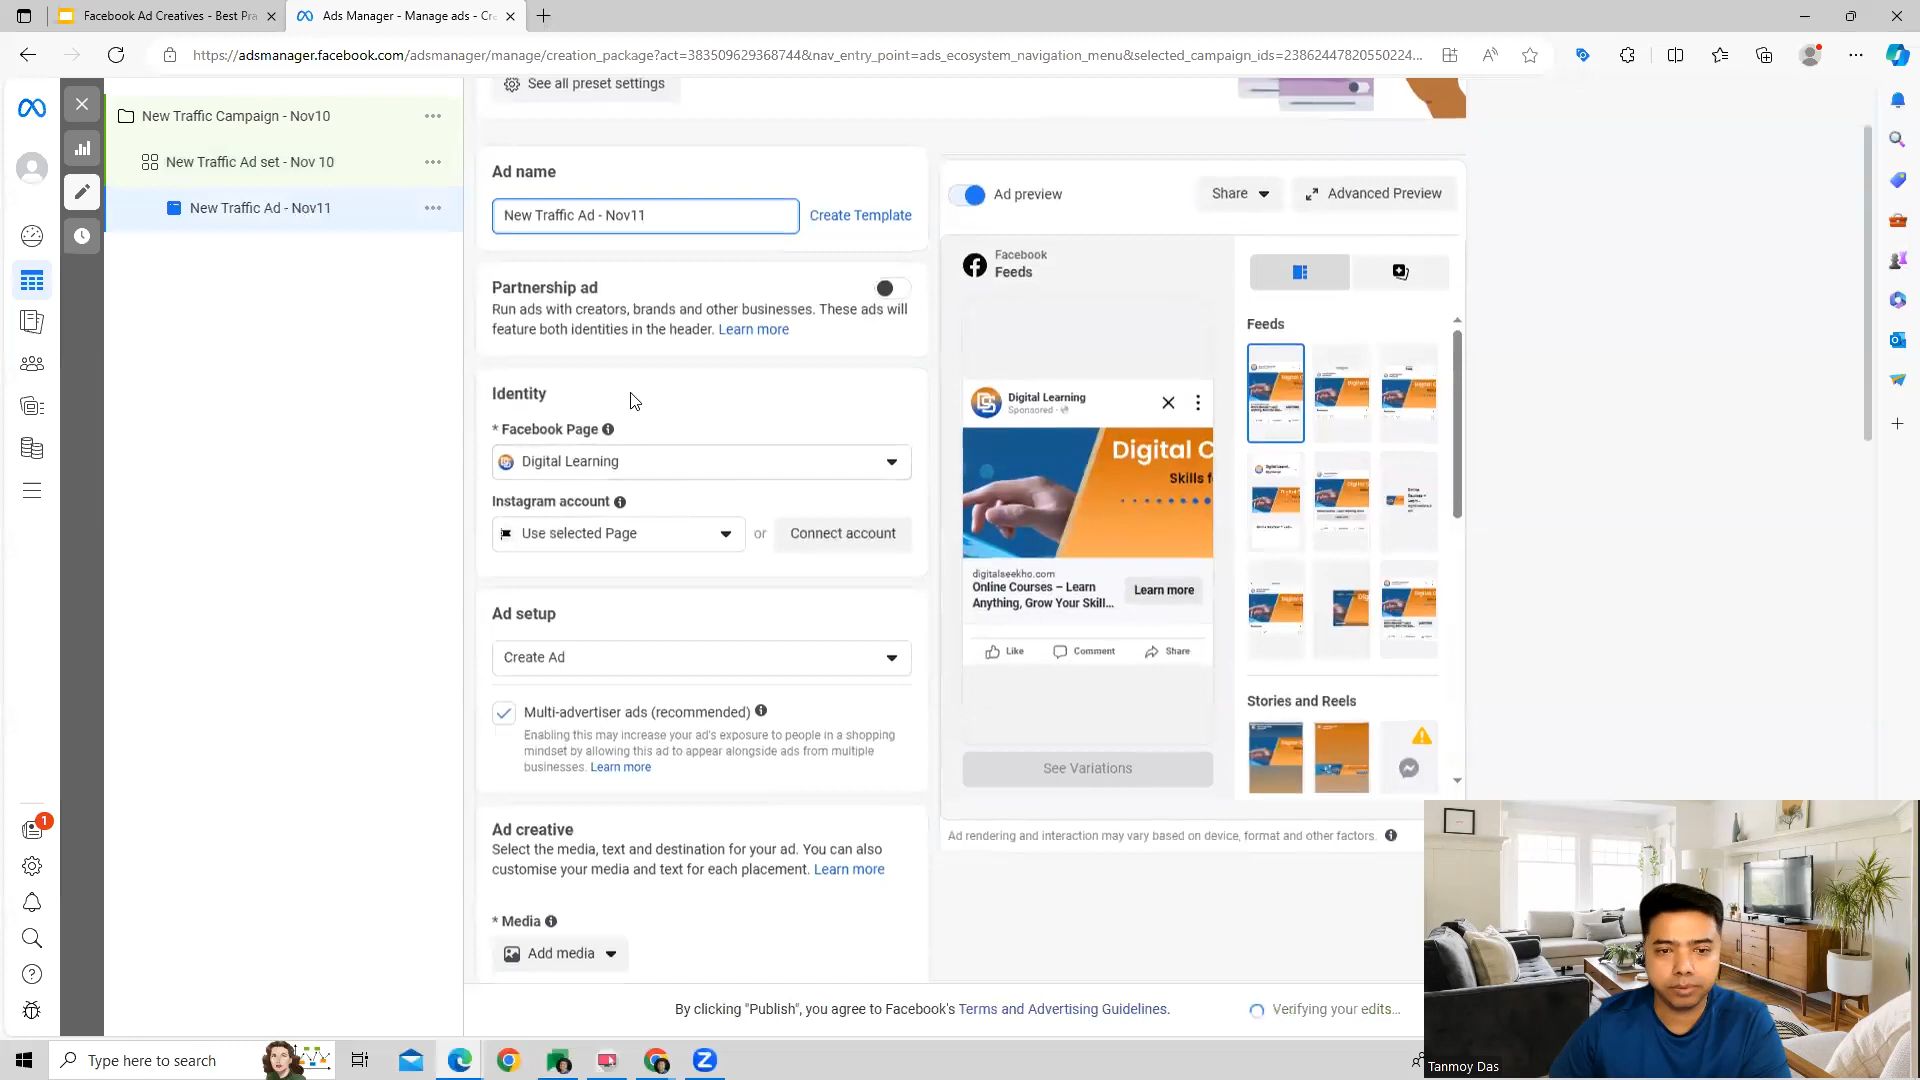 Facebook Ad Creatives - Best Pra
Ads Manager - Manage ads - Cr
https://adsmanager.facebook.com/adsmanager/manage/creation_package?act=383509629368744&nav_entry_point=ads_ecosystem_navigation_menu&selected_campaign_ids=23862447820550224...
New Traffic Campaign - Nov10
New Traffic Ad set - Nov 10
New Traffic Ad - Nov11
See all preset settings
Ad name
New Traffic Ad - Nov11
Create Template
Partnership ad
Run ads with creators, brands and other businesses. These ads will
feature both identities in the header. Learn more
Identity
* Facebook Page
Digital Learning
Instagram account
Use selected Page
or
Connect account
Ad setup
Create Ad
Multi-advertiser ads (recommended)
Enabling this may increase your ad's exposure to people in a shopping
mindset by allowing this ad to appear alongside ads from multiple
businesses. Learn more
Ad creative
Select the media, text and destination for your ad. You can also
customise your media and text for each placement. Learn more
* Media
Add media
Ad preview
Share
Advanced Preview
Facebook
Feeds
Digital Learning
Sponsored
Digital C
Skills f
digitalseekho.com
Online Courses – Learn
Anything, Grow Your Skill...
Learn more
Like
Comment
Share
See Variations
Feeds
Stories and Reels
Ad rendering and interaction may vary based on device, format and other factors.
By clicking "Publish", you agree to Facebook's Terms and Advertising Guidelines.
Verifying your edits...
1
Type here to search
Tanmoy Das